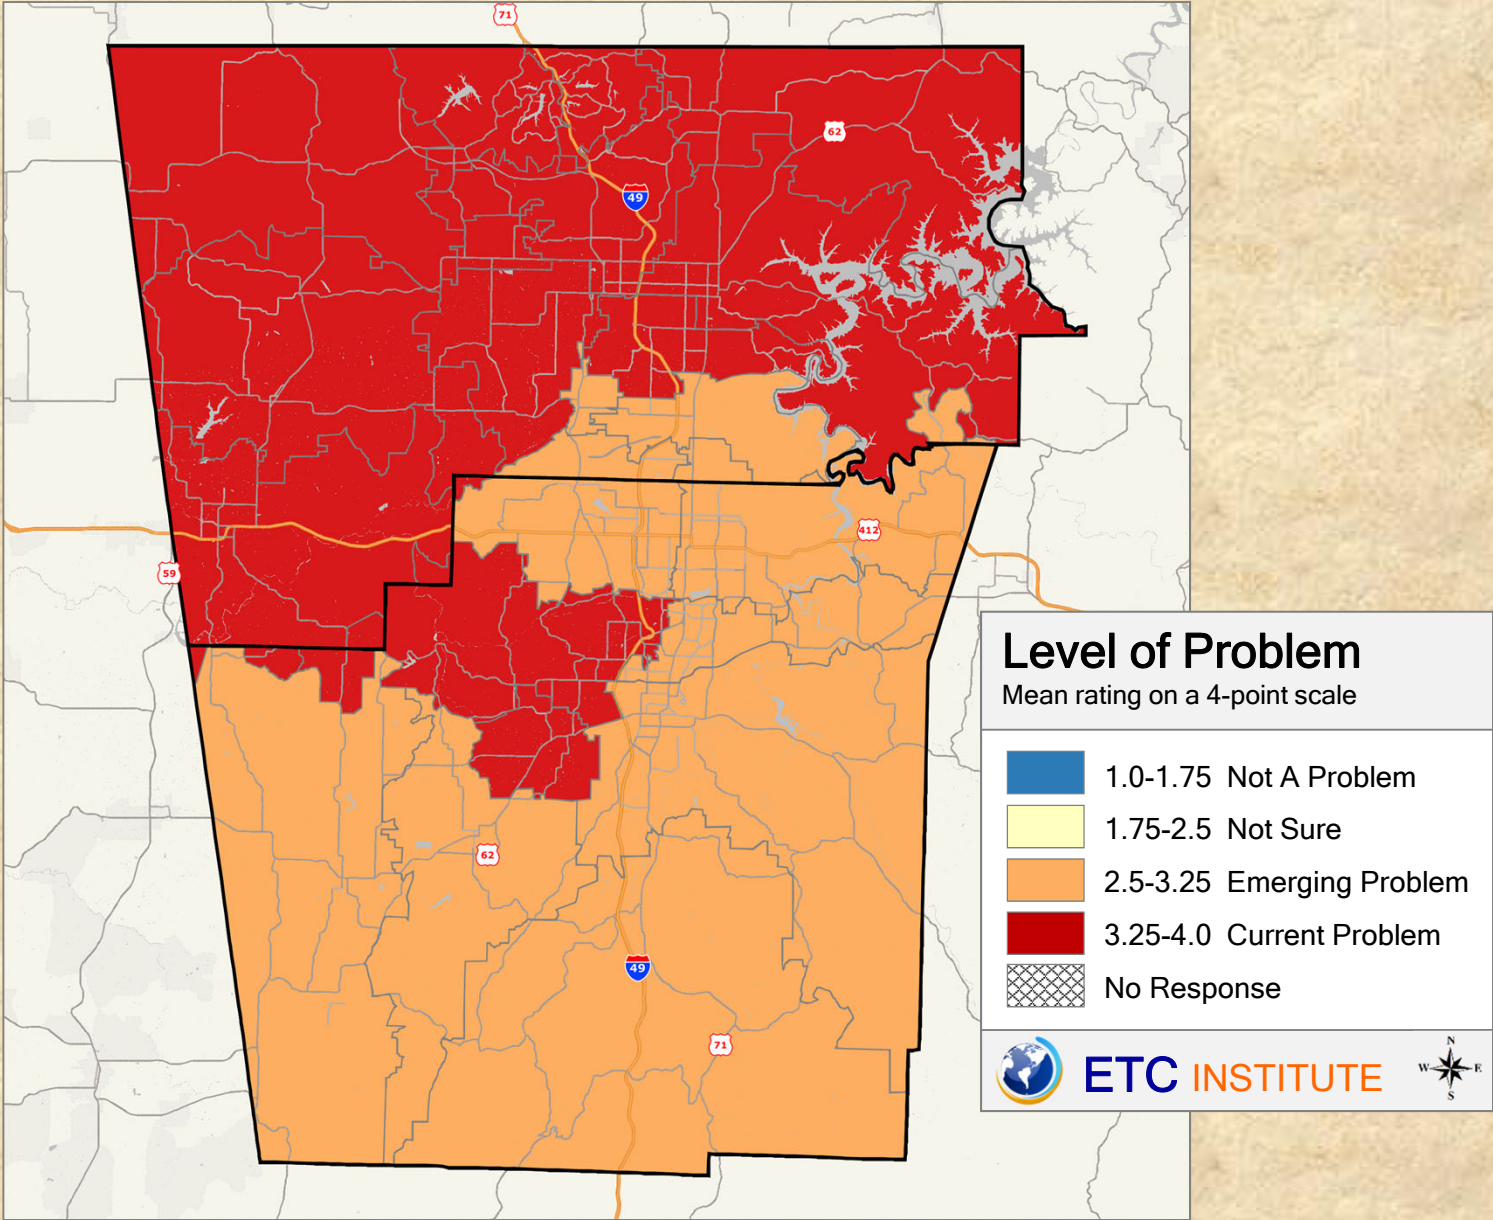 71
62
49
412
59
62
49
71
Level of Problem
Mean rating on a 4-point scale
1.0-1.75 Not A Problem
1.75-2.5 Not Sure
2.5-3.25 Emerging Problem
3.25-4.0 Current Problem
No Response
ETC INSTITUTE
N
W E
S